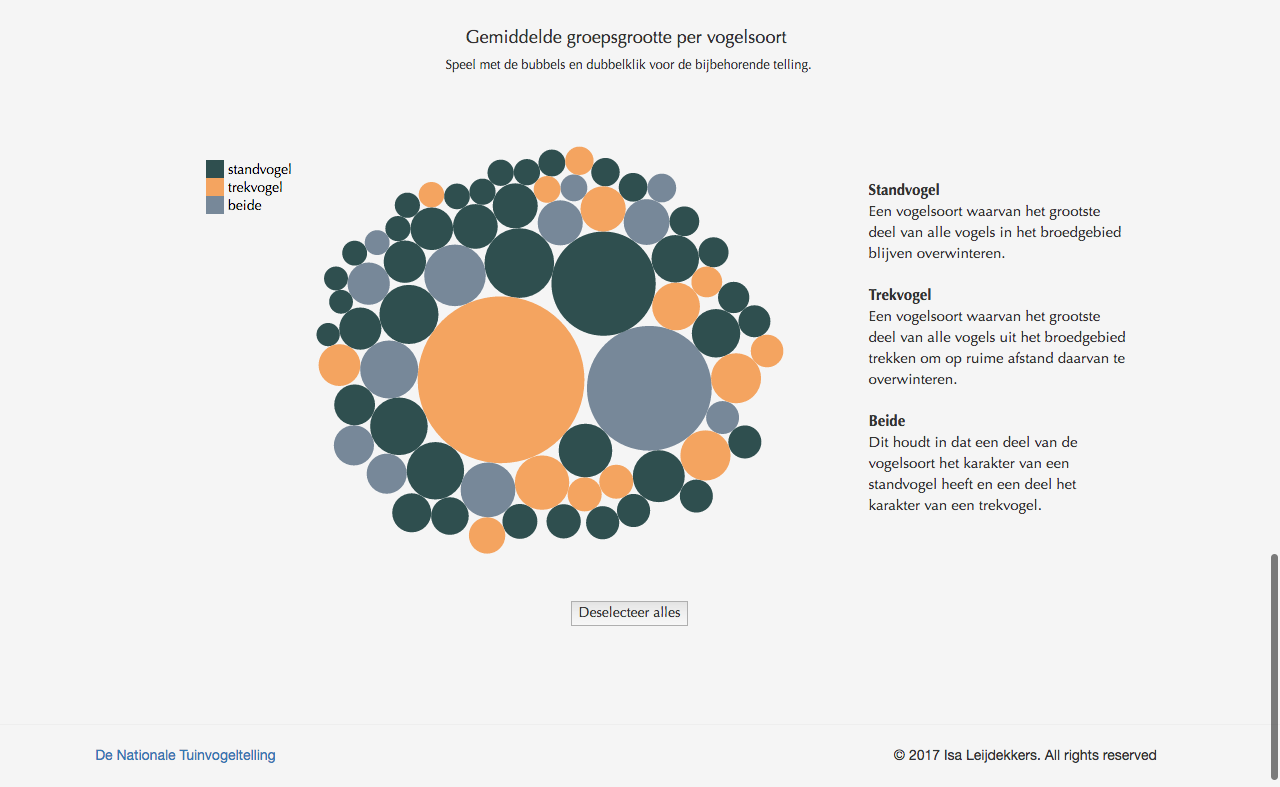 Gemiddelde groepsgrootte per vogelsoort
Speel met de bubbels en dubbelklik voor de bijbehorende telling.
standvogel
trekvogel
beide
Standvogel
Een vogelsoort waarvan het grootste
deel van alle vogels in het broedgebied
blijven overwinteren.
Trekvogel
Een vogelsoort waarvan het grootste
deel van alle vogels uit het broedgebied
trekken om op ruime afstand daarvan te
overwinteren.
Beide
Dit houdt in dat een deel van de
vogelsoort het karakter van een
standvogel heeft en een deel het
karakter van een trekvogel.
Deselecteer alles
De Nationale Tuinvogeltelling
© 2017 Isa Leijdekkers. All rights reserved